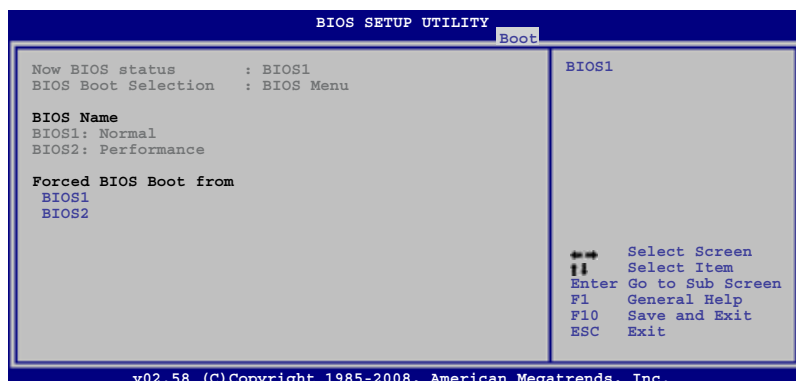 BIOS SETUP UTILITY
Boot
Now BIOS status : BIOS1
BIOS Boot Selection : BIOS Menu
BIOS Name
BIOS1: Normal
BIOS2: Performance
Forced BIOS Boot from
BIOS1
BIOS2
BIOS1
Select Screen
Select Item
Enter Go to Sub Screen
F1 General Help
F10 Save and Exit
ESC Exit
v02.58 (C)Copyright 1985-2008, American Megatrends, Inc.